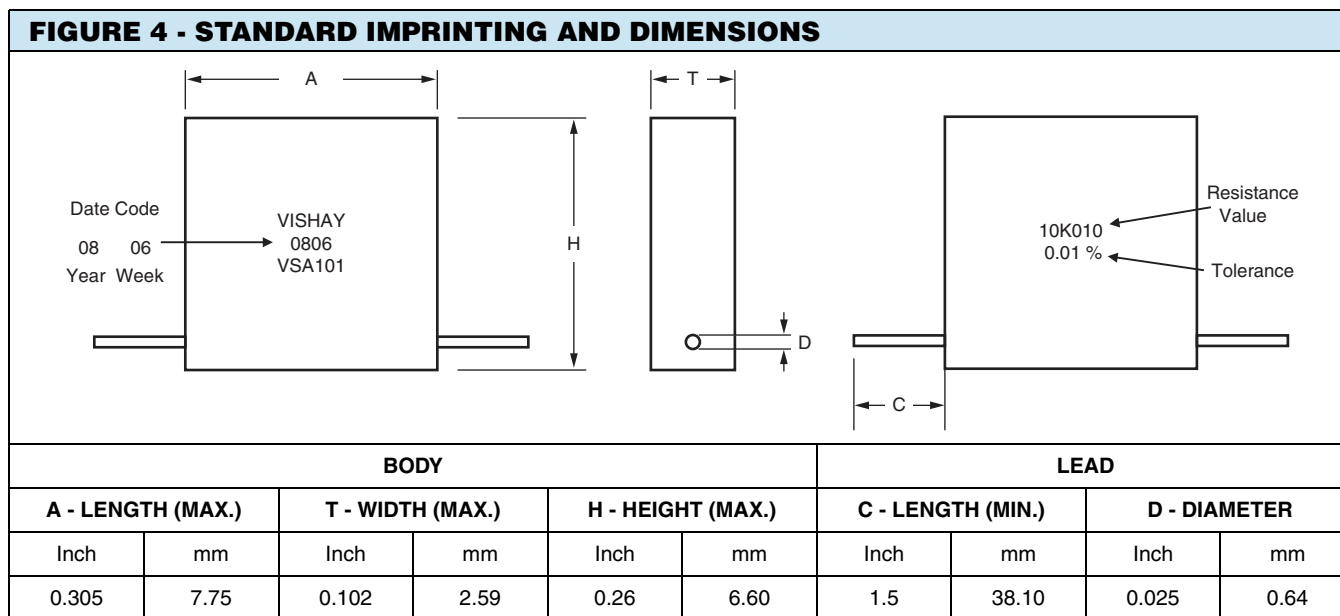 FIGURE 4 - STANDARD IMPRINTING AND DIMENSIONS
A
T
H
D
C
Date Code
08 06
Year Week
VISHAY
0806
VSA101
10K010
0.01 %
Resistance
Value
Tolerance
BODY LEAD
A - LENGTH (MAX.) T - WIDTH (MAX.) H - HEIGHT (MAX.) C - LENGTH (MIN.) D - DIAMETER
Inch mm Inch mm Inch mm Inch mm Inch mm
0.305 7.75 0.102 2.59 0.26 6.60 1.5 38.10 0.025 0.64